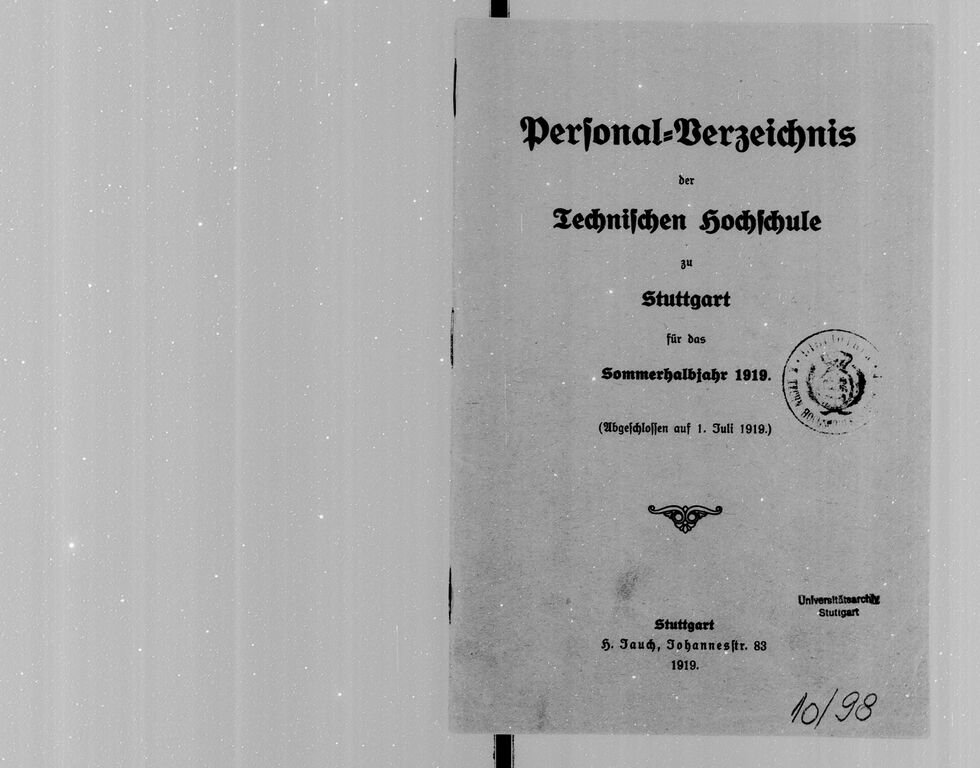 Personal-Verzeichnis
der
Technischen Hochschule
zu
Stuttgart
für das
Sommerhalbjahr 1919.
(Abgeschlossen auf 1. Juli 1919.)
Universitätsarchiv
Stuttgart
Stuttgart
H. Jauch, Johannesstr. 83
1919.
10/98